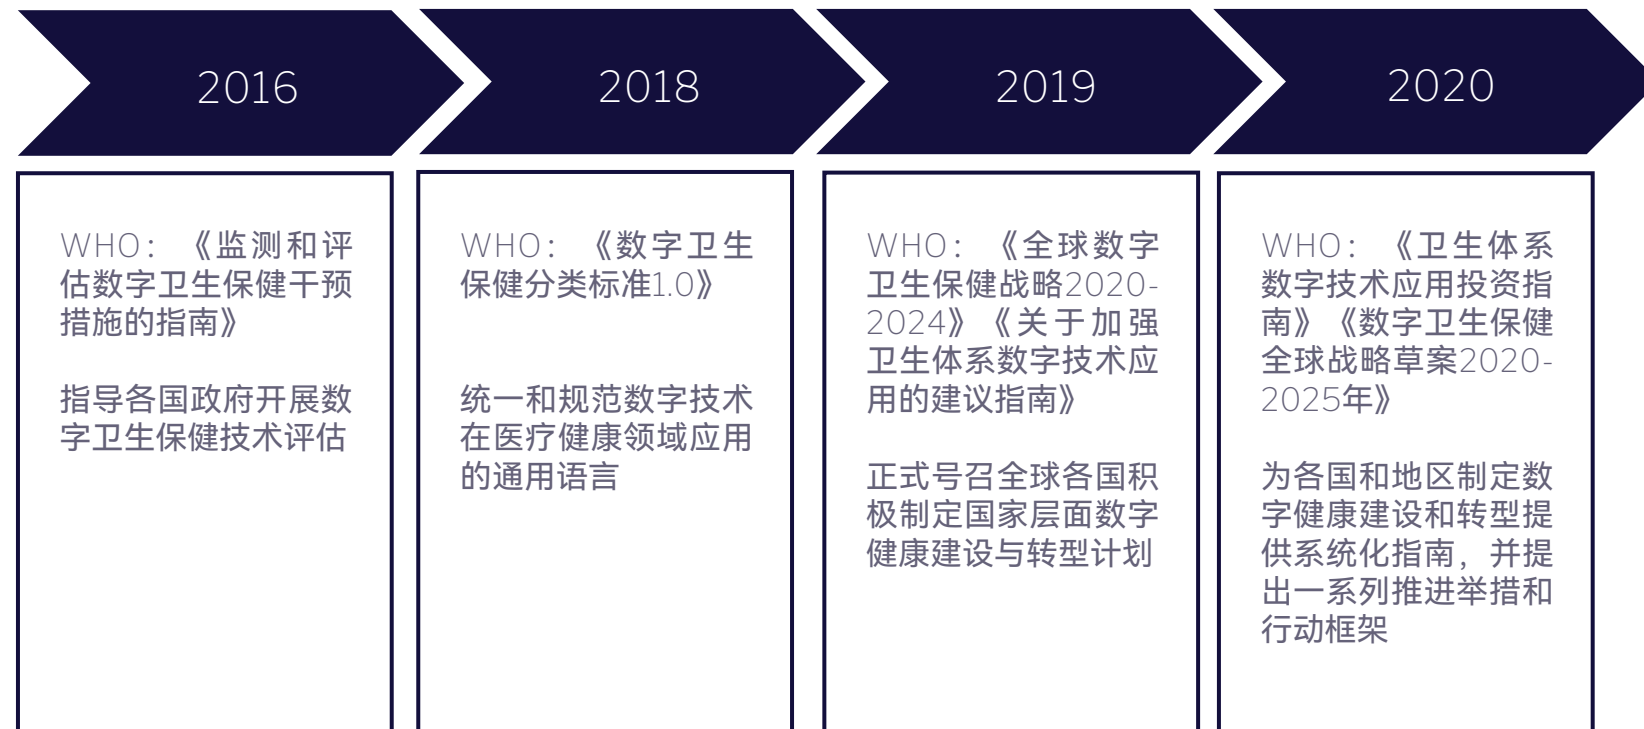 2016
2018
2019
2020
WHO：《监测和评
估数字卫生保健干预
措施的指南》
指导各国政府开展数
字卫生保健技术评估
WHO：《数字卫生
保健分类标准1.0》
统一和规范数字技术
在医疗健康领域应用
的通用语言
WHO：《全球数字
卫生保健战略2020-
2024》《关于加强
卫生体系数字技术应
用的建议指南》
正式号召全球各国积
极制定国家层面数字
健康建设与转型计划
WHO：《卫生体系
数字技术应用投资指
南》《数字卫生保健
全球战略草案2020-
2025年》
为各国和地区制定数
字健康建设和转型提
供系统化指南，并提
出一系列推进举措和
行动框架